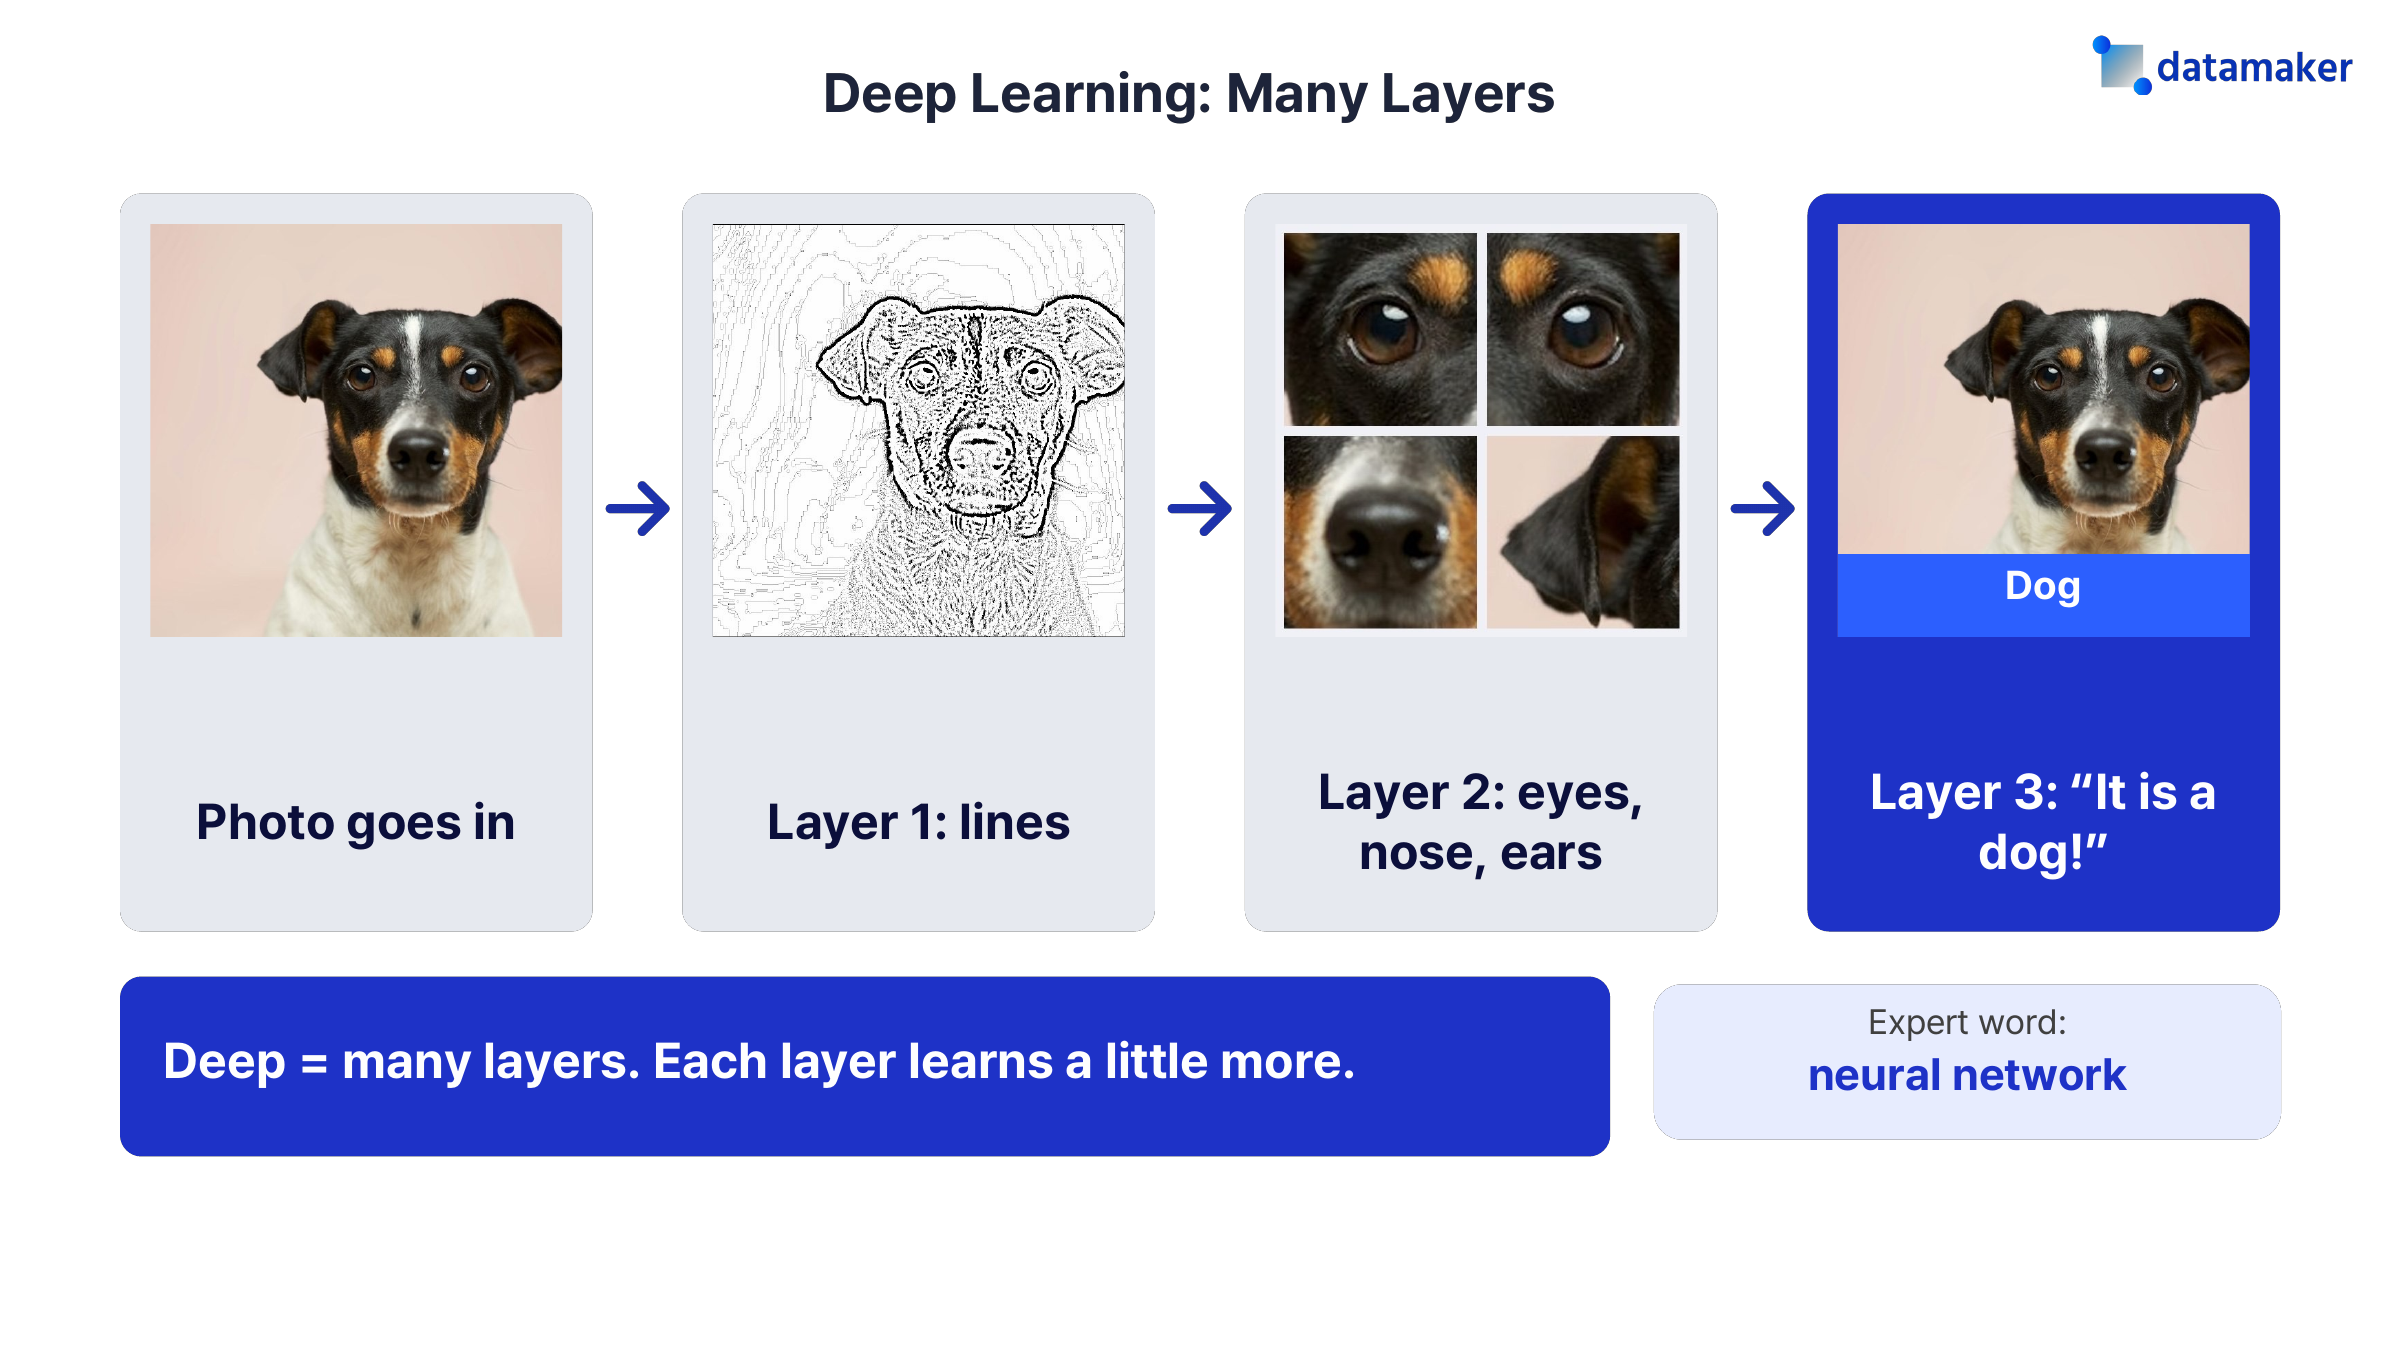 Deep Learning: Many Layers
datamaker
Photo goes in
Layer 1: lines
Layer 2: eyes,
nose, ears
Dog
Layer 3: “It is a
dog!”
Deep = many layers. Each layer learns a little more.
Expert word:
neural network